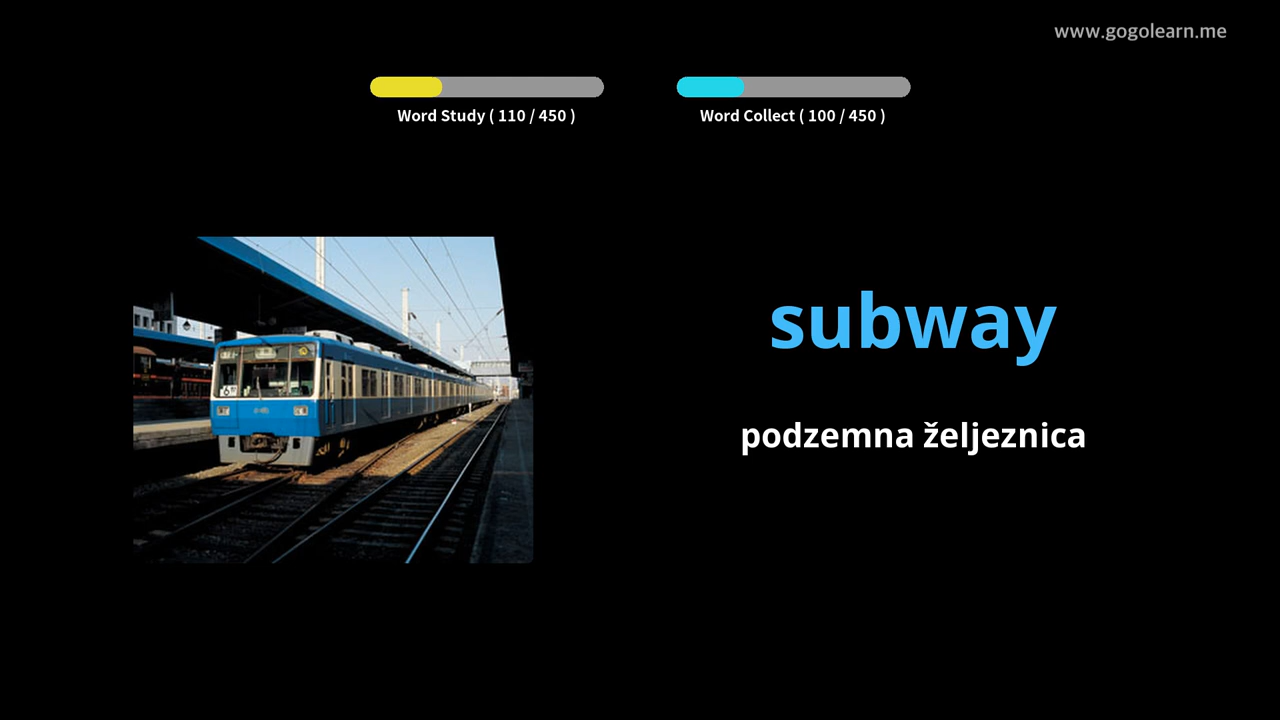 www.gogolearn.me
Word Study ( 110 / 450 )
Word Collect ( 100 / 450 )
subway
podzemna željeznica